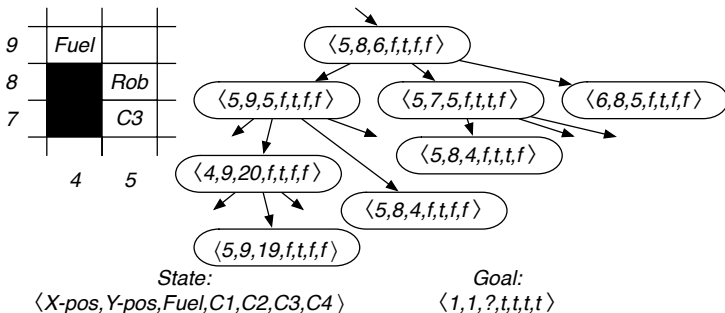 9 Fuel
8 Rob
7 C3
4 5
⟨5,8,6,f,t,f,f⟩
⟨5,9,5,f,t,f,f⟩ ⟨5,7,5,f,t,t,f⟩ ⟨6,8,5,f,t,f,f⟩
⟨5,8,4,f,t,t,f⟩
⟨4,9,20,f,t,f,f⟩
⟨5,8,4,f,t,f,f⟩
⟨5,9,19,f,t,f,f⟩
State: Goal:
⟨X-pos,Y-pos,Fuel,C1,C2,C3,C4⟩ ⟨1,1,?,t,t,t,t⟩